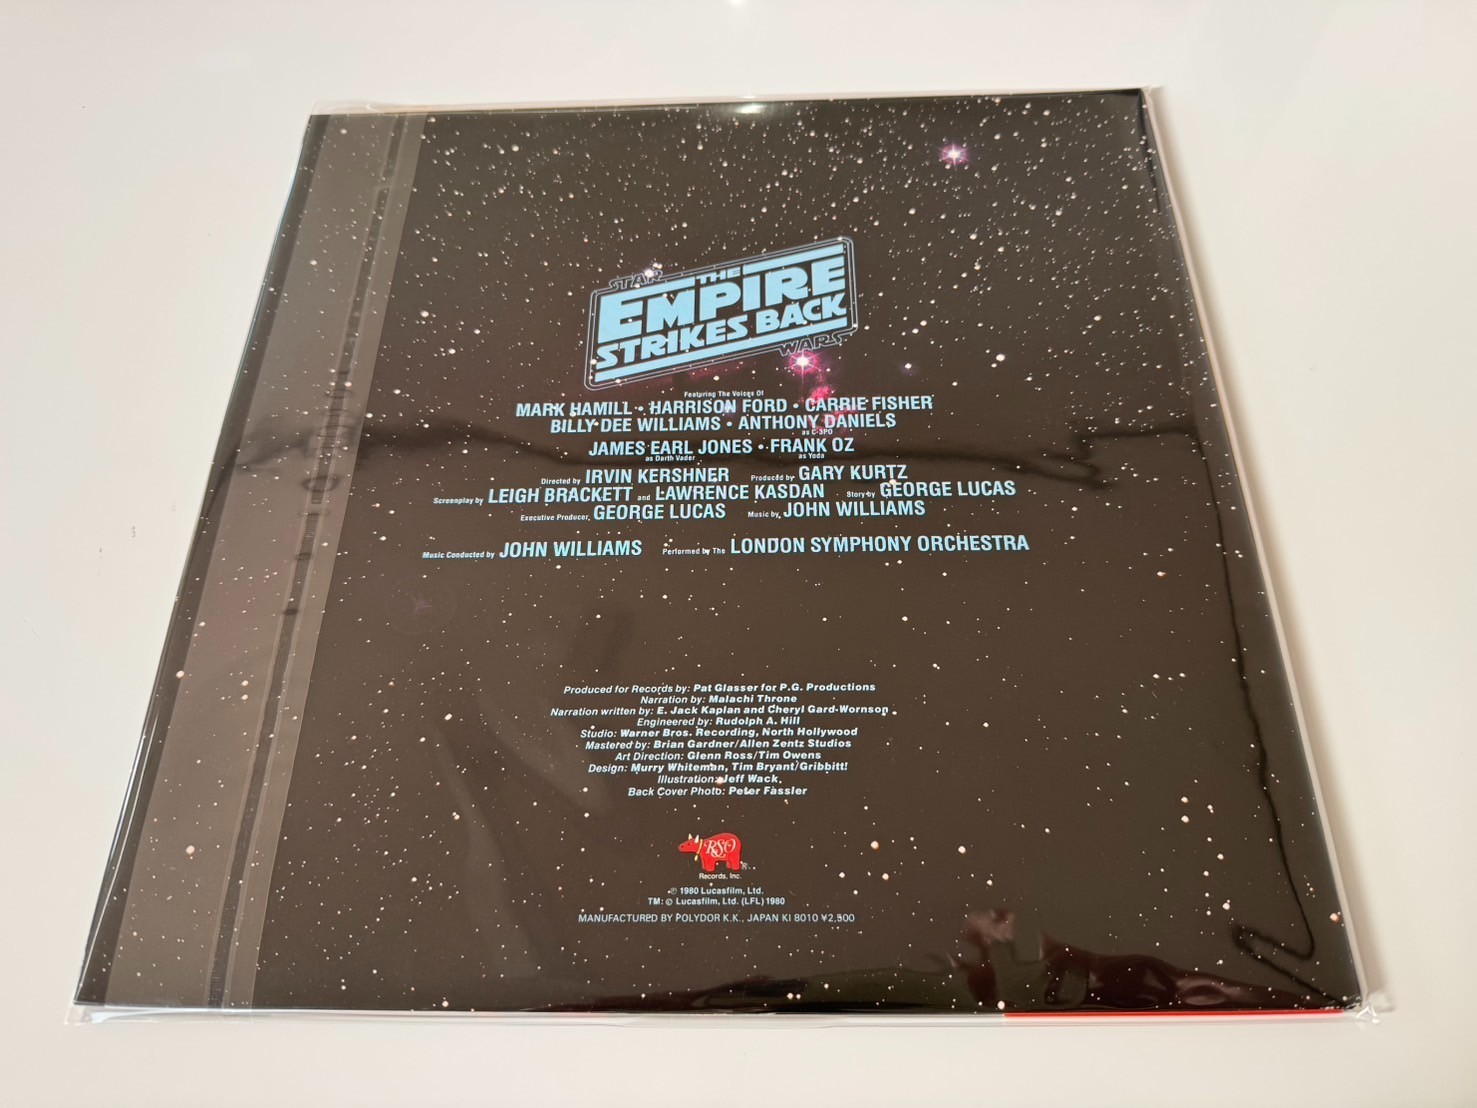 STAR
THE
EMPIRE
STRIKES BACK
WARS
Featuring The Voices Of
MARK HAMILL • HARRISON FORD • CARRIE FISHER
BILLY DEE WILLIAMS • ANTHONY DANIELS
as C-3PO
JAMES EARL JONES • FRANK OZ
as Darth Vader as Yoda
Directed by IRVIN KERSHNER Produced by GARY KURTZ
Screenplay by LEIGH BRACKETT and LAWRENCE KASDAN Story by GEORGE LUCAS
Executive Producer GEORGE LUCAS Music by JOHN WILLIAMS
Music Conducted by JOHN WILLIAMS Performed by The LONDON SYMPHONY ORCHESTRA
Produced for Records by: Pat Glasser for P.G. Productions
Narration by: Malachi Throne
Narration written by: E. Jack Kaplan and Cheryl Gard-Wornson
Engineered by: Rudolph A. Hill
Studio: Warner Bros. Recording, North Hollywood
Mastered by: Brian Gardner/Allen Zentz Studios
Art Direction: Glenn Ross/Tim Owens
Design: Murry Whiteman, Tim Bryant/Gribbitt!
Illustration: Jeff Wack
Back Cover Photo: Peter Fassler
RSO ®
Records, Inc.
℗ 1980 Lucasfilm, Ltd.
TM: © Lucasfilm, Ltd. (LFL) 1980
MANUFACTURED BY POLYDOR K.K., JAPAN KI 8010 ¥2,500